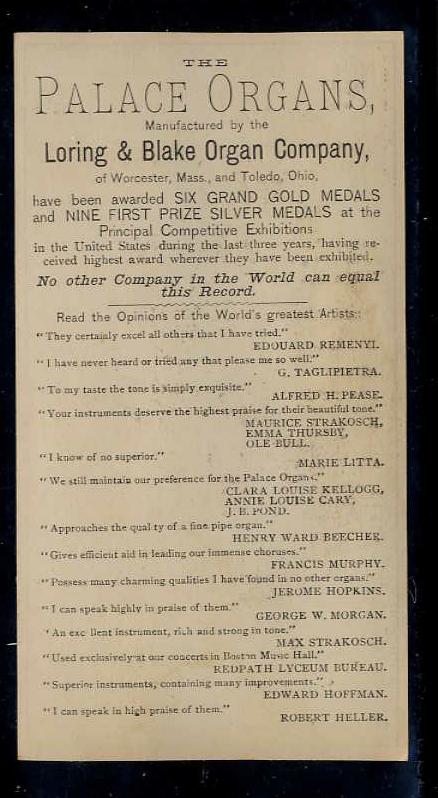 THE
PALACE ORGANS,
Manufactured by the
Loring & Blake Organ Company,
of Worcester, Mass., and Toledo, Ohio,
have been awarded SIX GRAND GOLD MEDALS
and NINE FIRST PRIZE SILVER MEDALS at the
Principal Competitive Exhibitions
in the United States during the last three years, having re-
ceived highest award wherever they have been exhibited.
No other Company in the World can equal
this Record.
Read the Opinions of the World's greatest Artists:
"They certainly excel all others that I have tried."
EDOUARD REMENYI.
"I have never heard or tried any that please me so well."
G. TAGLIPIETRA.
"To my taste the tone is simply exquisite."
ALFRED H. PEASE.
"Your instruments deserve the highest praise for their beautiful tone."
MAURICE STRAKOSCH,
EMMA THURSBY,
OLE BULL.
"I know of no superior."
MARIE LITTA.
"We still maintain our preference for the Palace Organs."
CLARA LOUISE KELLOGG,
ANNIE LOUISE CARY,
J. B. POND.
"Approaches the quality of a fine pipe organ."
HENRY WARD BEECHER.
"Gives efficient aid in leading our immense choruses."
FRANCIS MURPHY.
"Possess many charming qualities I have found in no other organs."
JEROME HOPKINS.
"I can speak highly in praise of them."
GEORGE W. MORGAN.
"An excellent instrument, rich and strong in tone."
MAX STRAKOSCH.
"Used exclusively at our concerts in Boston Music Hall."
REDPATH LYCEUM BUREAU.
"Superior instruments, containing many improvements."
EDWARD HOFFMAN.
"I can speak in high praise of them."
ROBERT HELLER.